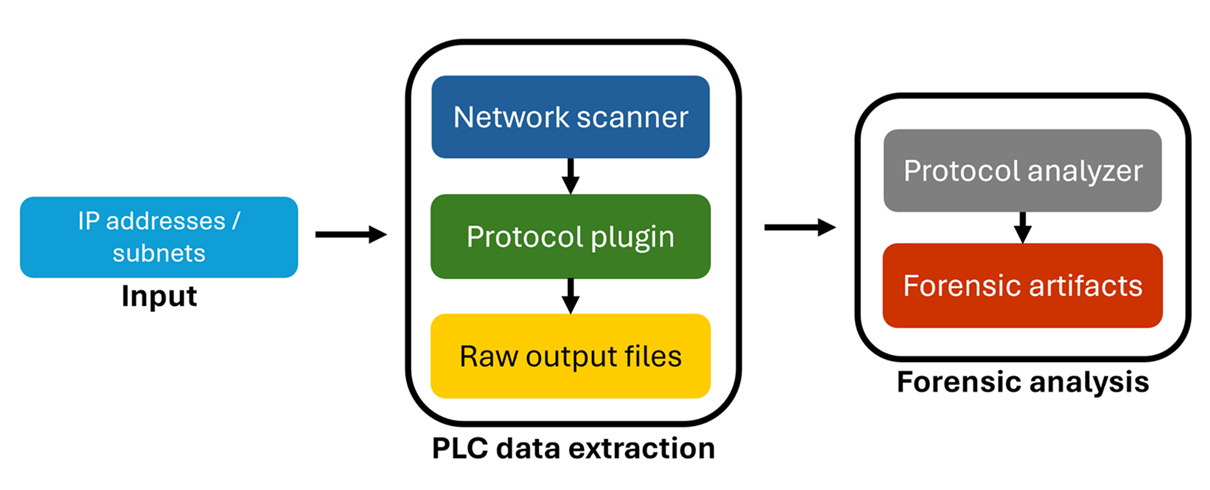 IP addresses /
subnets
Input
Network scanner
Protocol plugin
Raw output files
PLC data extraction
Protocol analyzer
Forensic artifacts
Forensic analysis